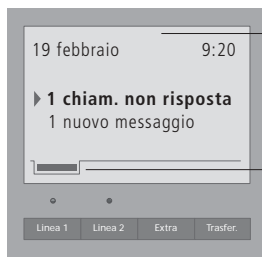 19 febbraio 9:20
1 chiam. non risposta
1 nuovo messaggio
Linea 1 Linea 2 Extra Trasfer.